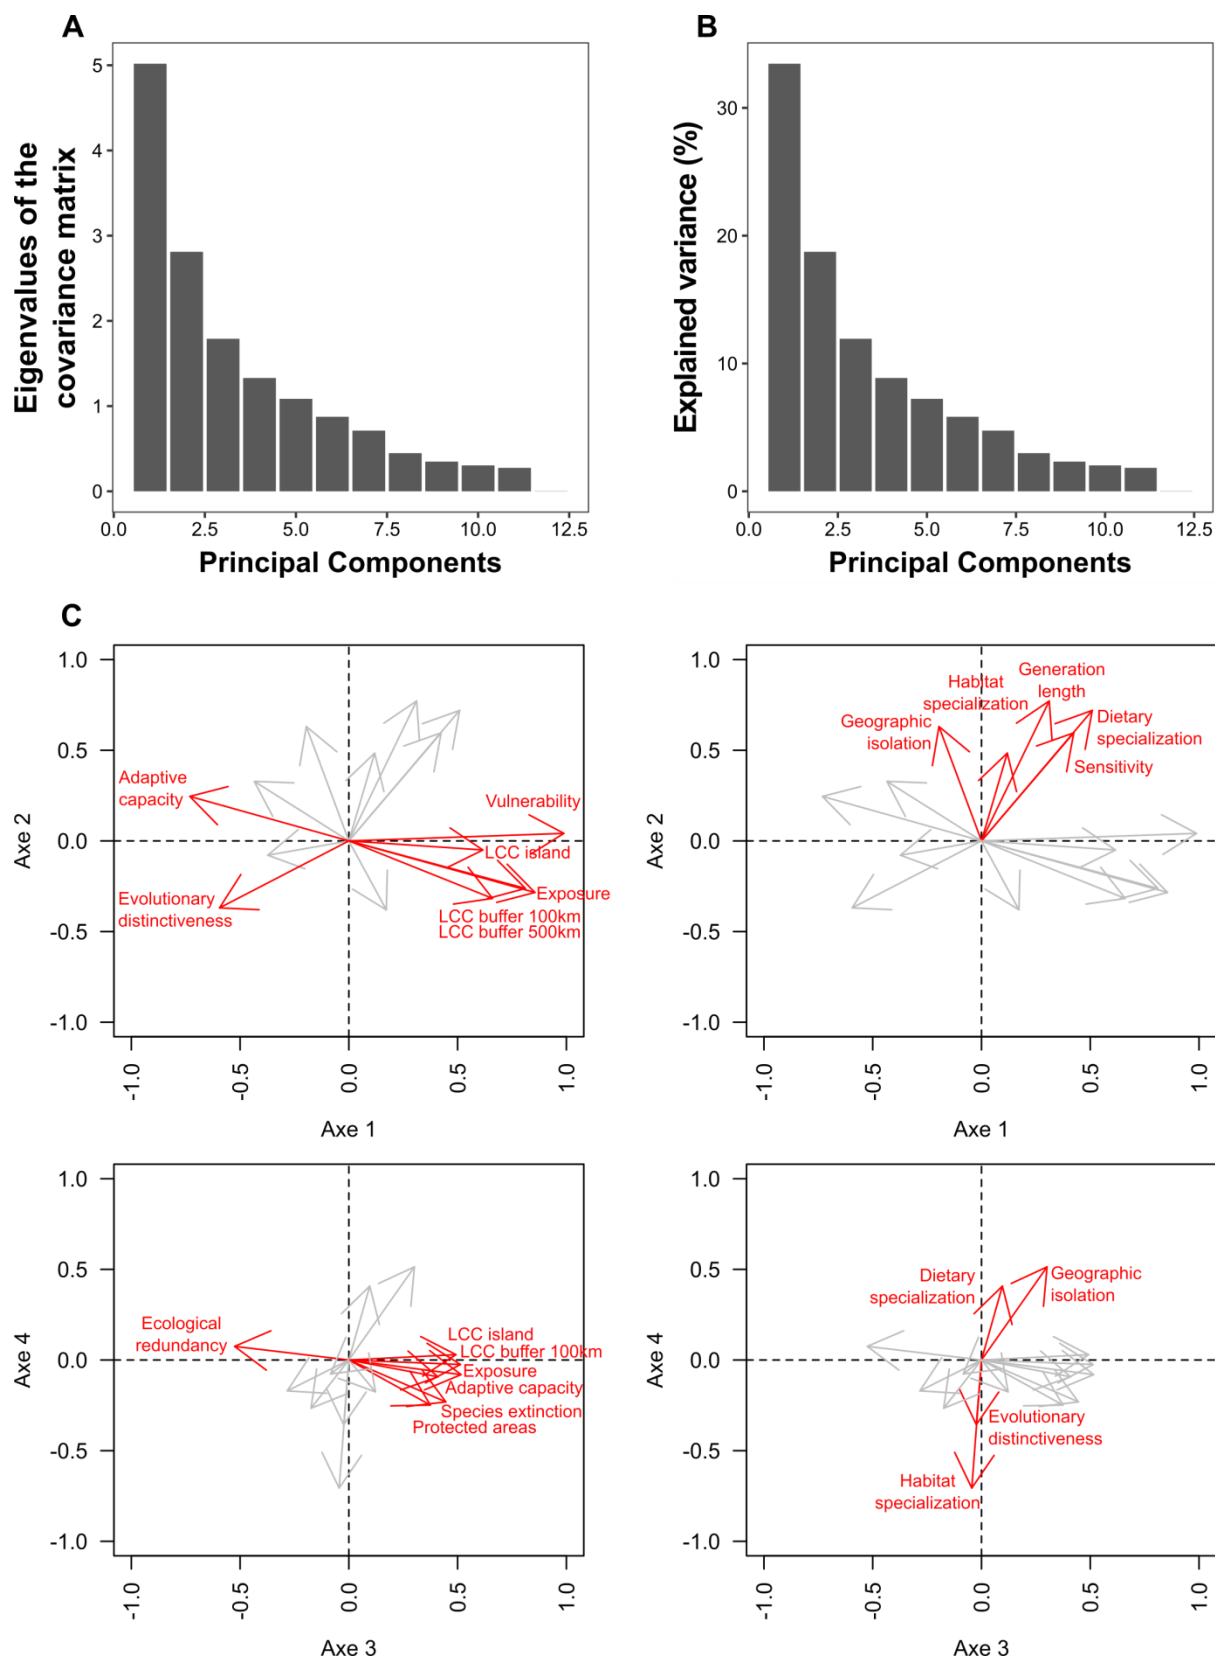 A
Eigenvalues of the
covariance matrix
5
4
3
2
1
0
0.0
2.5
5.0
7.5
10.0
12.5
Principal Components
B
Explained variance (%)
30
20
10
0
0.0
2.5
5.0
7.5
10.0
12.5
Principal Components
C
Axe 2
1.0
0.5
0.0
-0.5
-1.0
Adaptive
capacity
Evolutionary
distinctiveness
Vulnerability
LCC island
Exposure
LCC buffer 100km
LCC buffer 500km
-1.0
-0.5
0.0
0.5
1.0
Axe 1
Axe 2
1.0
0.5
0.0
-0.5
-1.0
Habitat
specialization
Generation
length
Geographic
isolation
Dietary
specialization
Sensitivity
-1.0
-0.5
0.0
0.5
1.0
Axe 1
Axe 4
1.0
0.5
0.0
-0.5
-1.0
Ecological
redundancy
LCC island
LCC buffer 100km
Exposure
Adaptive capacity
Species extinction
Protected areas
-1.0
-0.5
0.0
0.5
1.0
Axe 3
Axe 4
1.0
0.5
0.0
-0.5
-1.0
Dietary
specialization
Geographic
isolation
Evolutionary
distinctiveness
Habitat
specialization
-1.0
-0.5
0.0
0.5
1.0
Axe 3